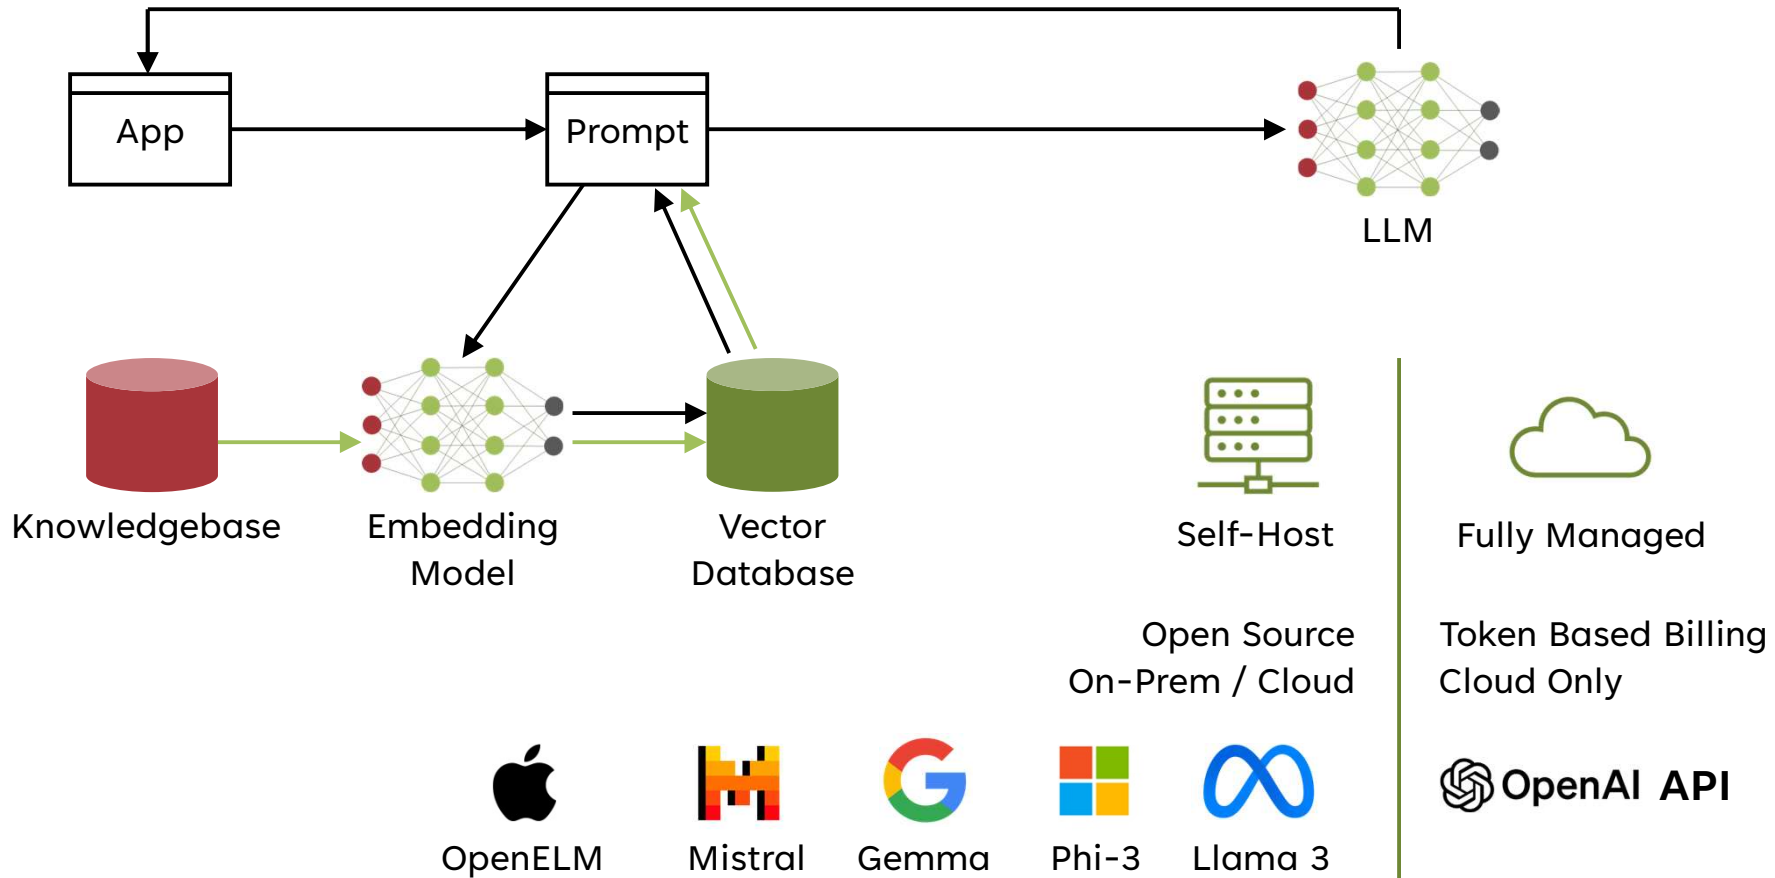 App
Prompt
LLM
Knowledgebase
Embedding
Model
Vector
Database
Self-Host
Fully Managed
Open Source
On-Prem / Cloud
Token Based Billing
Cloud Only
OpenAI API
OpenELM
Mistral
Gemma
Phi-3
Llama 3